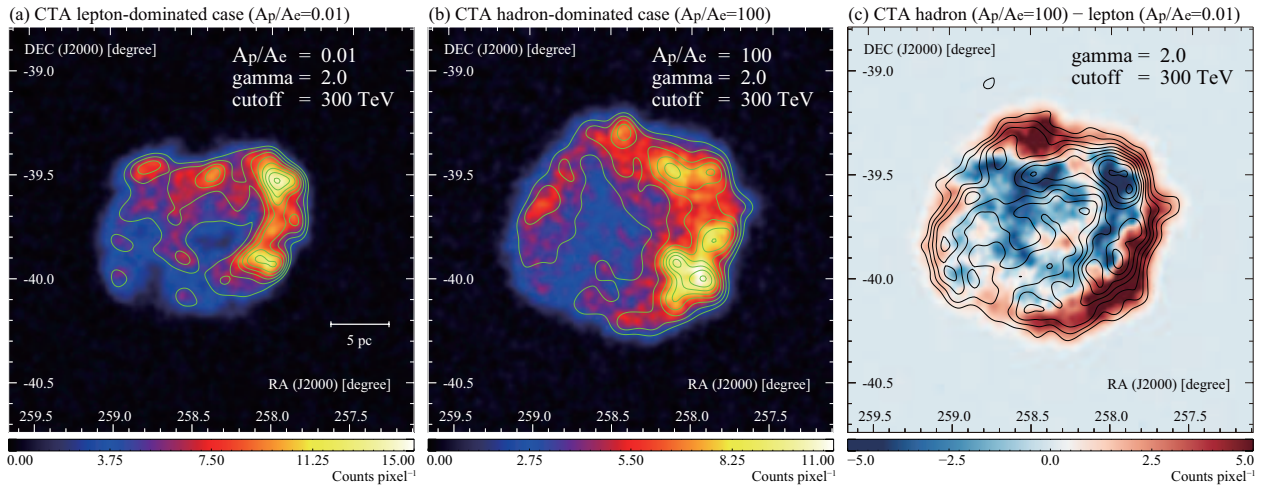 (a) CTA lepton-dominated case (Ap/Ae=0.01)
DEC (J2000) [degree]
Ap/Ae = 0.01
gamma = 2.0
cutoff = 300 TeV
-39.0
-39.5
-40.0
-40.5
5 pc
RA (J2000) [degree]
259.5 259.0 258.5 258.0 257.5
0.00 3.75 7.50 11.25 15.00
Counts pixel⁻¹
(b) CTA hadron-dominated case (Ap/Ae=100)
DEC (J2000) [degree]
Ap/Ae = 100
gamma = 2.0
cutoff = 300 TeV
-39.0
-39.5
-40.0
-40.5
RA (J2000) [degree]
259.5 259.0 258.5 258.0 257.5
0.00 2.75 5.50 8.25 11.00
Counts pixel⁻¹
(c) CTA hadron (Ap/Ae=100) − lepton (Ap/Ae=0.01)
DEC (J2000) [degree]
gamma = 2.0
cutoff = 300 TeV
-39.0
-39.5
-40.0
-40.5
RA (J2000) [degree]
259.5 259.0 258.5 258.0 257.5
−5.0 −2.5 0.0 2.5 5.0
Counts pixel⁻¹